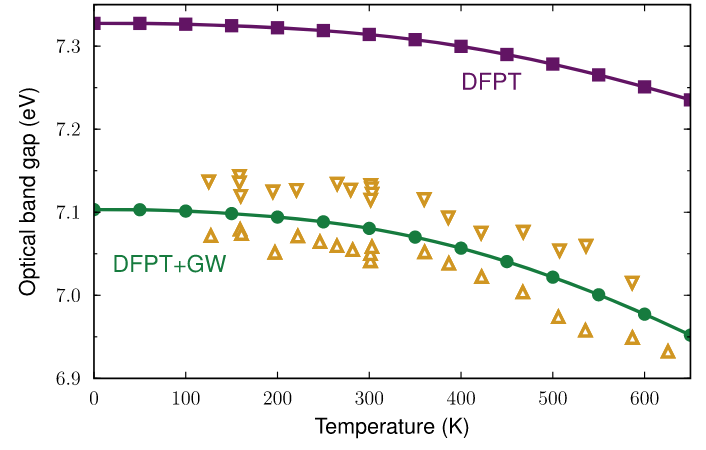 7.3
7.2
7.1
7.0
6.9
Optical band gap (eV)
DFPT
DFPT+GW
0 100 200 300 400 500 600
Temperature (K)